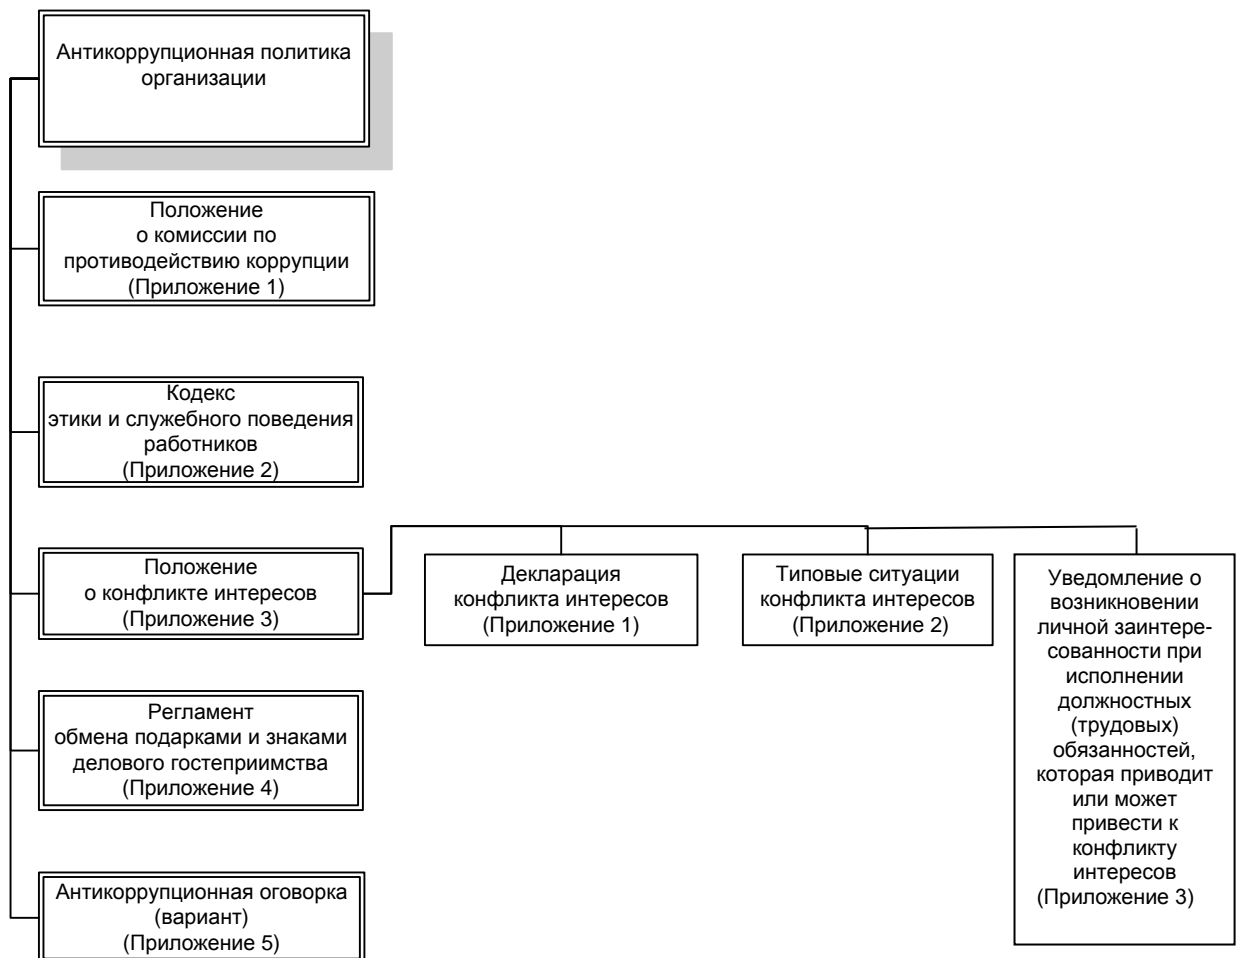 Антикоррупционная политика
организации
Положение
о комиссии по
противодействию коррупции
(Приложение 1)
Кодекс
этики и служебного поведения
работников
(Приложение 2)
Положение
о конфликте интересов
(Приложение 3)
Декларация
конфликта интересов
(Приложение 1)
Типовые ситуации
конфликта интересов
(Приложение 2)
Уведомление о
возникновении
личной заинтере-
сованности при
исполнении
должностных
(трудовых)
обязанностей,
которая приводит
или может
привести к
конфликту
интересов
(Приложение 3)
Регламент
обмена подарками и знаками
делового гостеприимства
(Приложение 4)
Антикоррупционная оговорка
(вариант)
(Приложение 5)